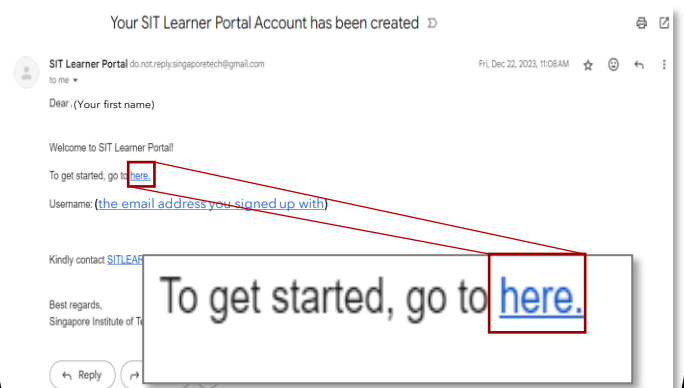 Your SIT Learner Portal Account has been created
SIT Learner Portal do.not.reply.singaporetech@gmail.com
Fri, Dec 22, 2023, 11:08 AM
to me
Dear (Your first name)
Welcome to SIT Learner Portal!
To get started, go to here.
Username: (the email address you signed up with)
Kindly contact SITLEAR
To get started, go to here.
Best regards,
Singapore Institute of Te
Reply